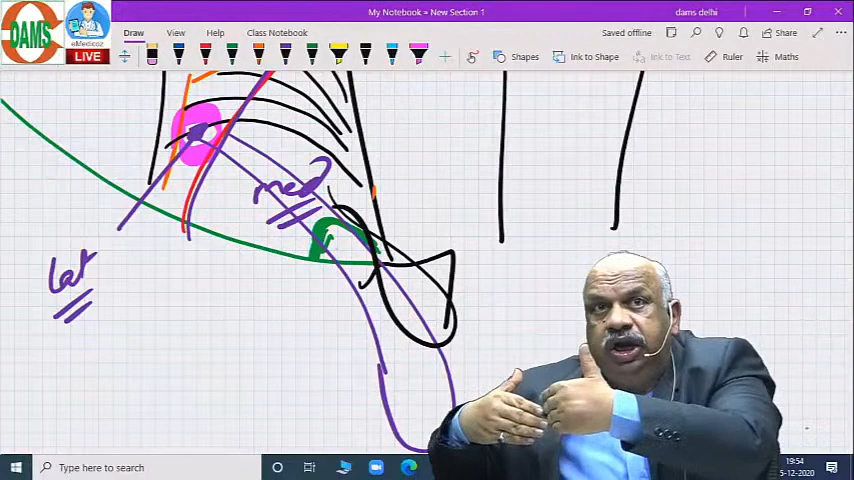 DAMS
eMedicoz
LIVE
My Notebook » New Section 1
dams delhi
Draw
Insert
View
Help
Class Notebook
Saved offline
Share
Shapes
Ink to Shape
Ink to Text
Ruler
Maths
med
Lat
Type here to search
19:54
5-12-2020